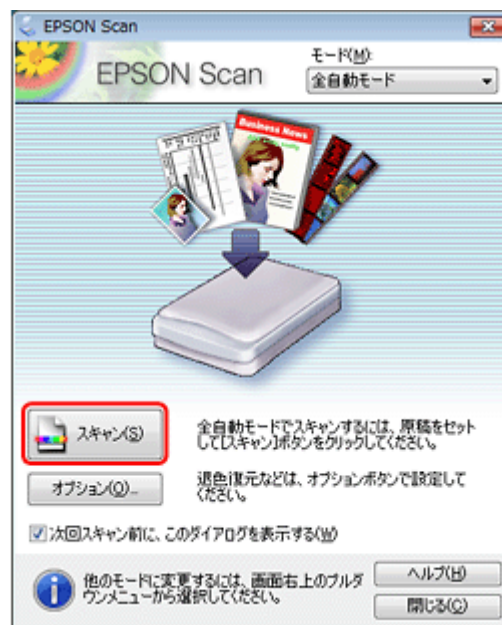 EPSON Scan
EPSON Scan
モード(M):
全自動モード
Business News
スキャン(S)
全自動モードでスキャンするには、原稿をセット
して[スキャン]ボタンをクリックしてください。
オプション(O)...
退色復元などは、オプションボタンで設定して
ください。
次回スキャン前に、このダイアログを表示する(W)
他のモードに変更するには、画面右上のプルダ
ウンメニューから選択してください。
ヘルプ(H)
閉じる(C)